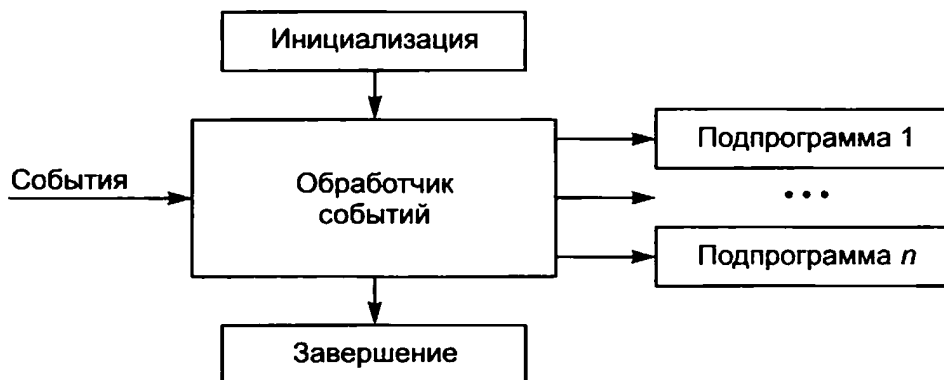 Инициализация
События
Обработчик
событий
Подпрограмма 1
• • •
Подпрограмма n
Завершение